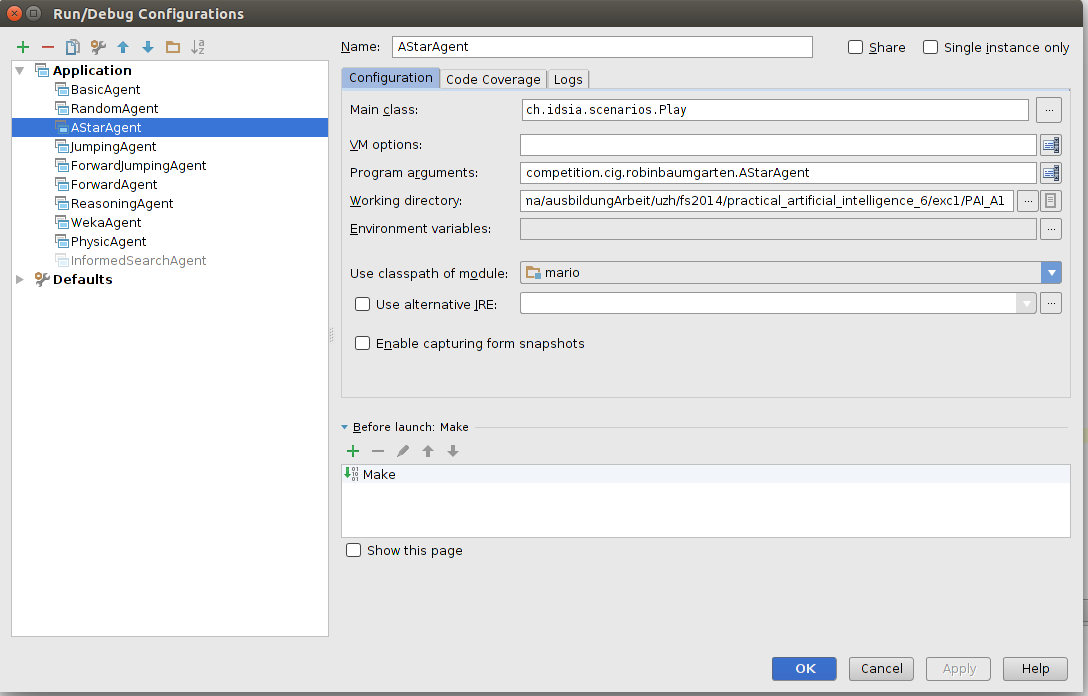 Run/Debug Configurations
Name: AStarAgent Share Single instance only
Application
BasicAgent
RandomAgent
AStarAgent
JumpingAgent
ForwardJumpingAgent
ForwardAgent
ReasoningAgent
WekaAgent
PhysicAgent
InformedSearchAgent
Defaults
Configuration Code Coverage Logs
Main class: ch.idsia.scenarios.Play ...
VM options:
Program arguments: competition.cig.robinbaumgarten.AStarAgent
Working directory: na/ausbildungArbeit/uzh/fs2014/practical_artificial_intelligence_6/exc1/PAI_A1 ...
Environment variables: ...
Use classpath of module: mario
Use alternative JRE: ...
Enable capturing form snapshots
Before launch: Make
Make
Show this page
OK Cancel Apply Help